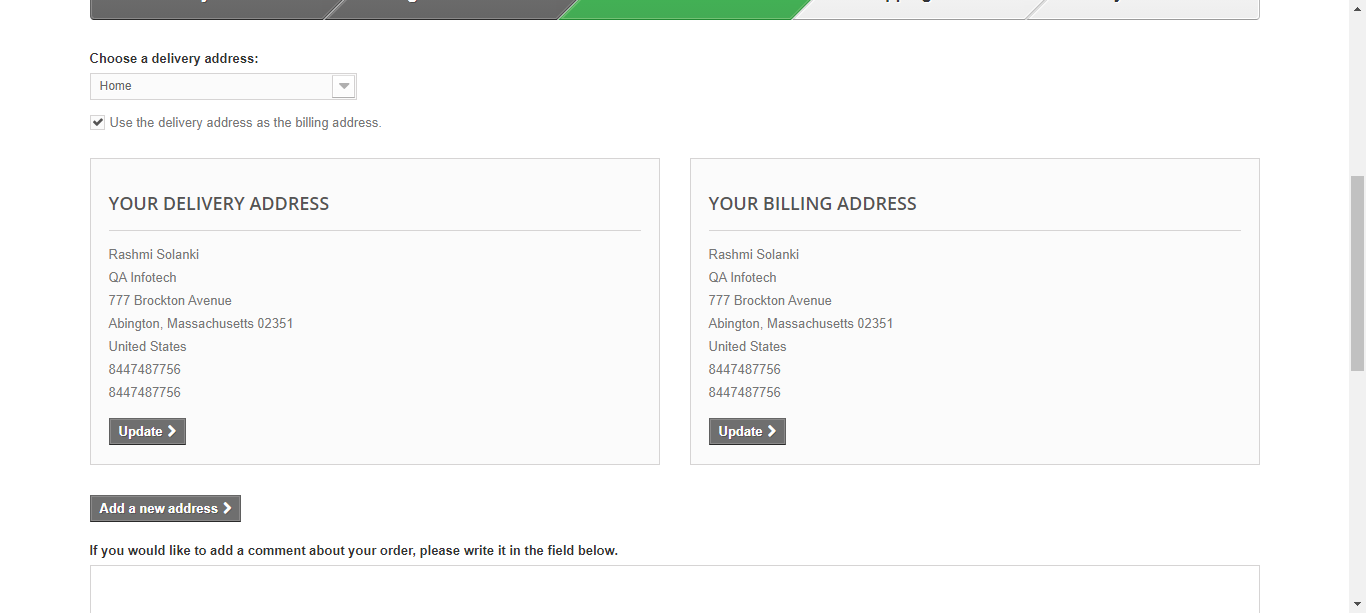 Choose a delivery address:
Home
Use the delivery address as the billing address.
YOUR DELIVERY ADDRESS
Rashmi Solanki
QA Infotech
777 Brockton Avenue
Abington, Massachusetts 02351
United States
8447487756
8447487756
Update
YOUR BILLING ADDRESS
Rashmi Solanki
QA Infotech
777 Brockton Avenue
Abington, Massachusetts 02351
United States
8447487756
8447487756
Update
Add a new address
If you would like to add a comment about your order, please write it in the field below.